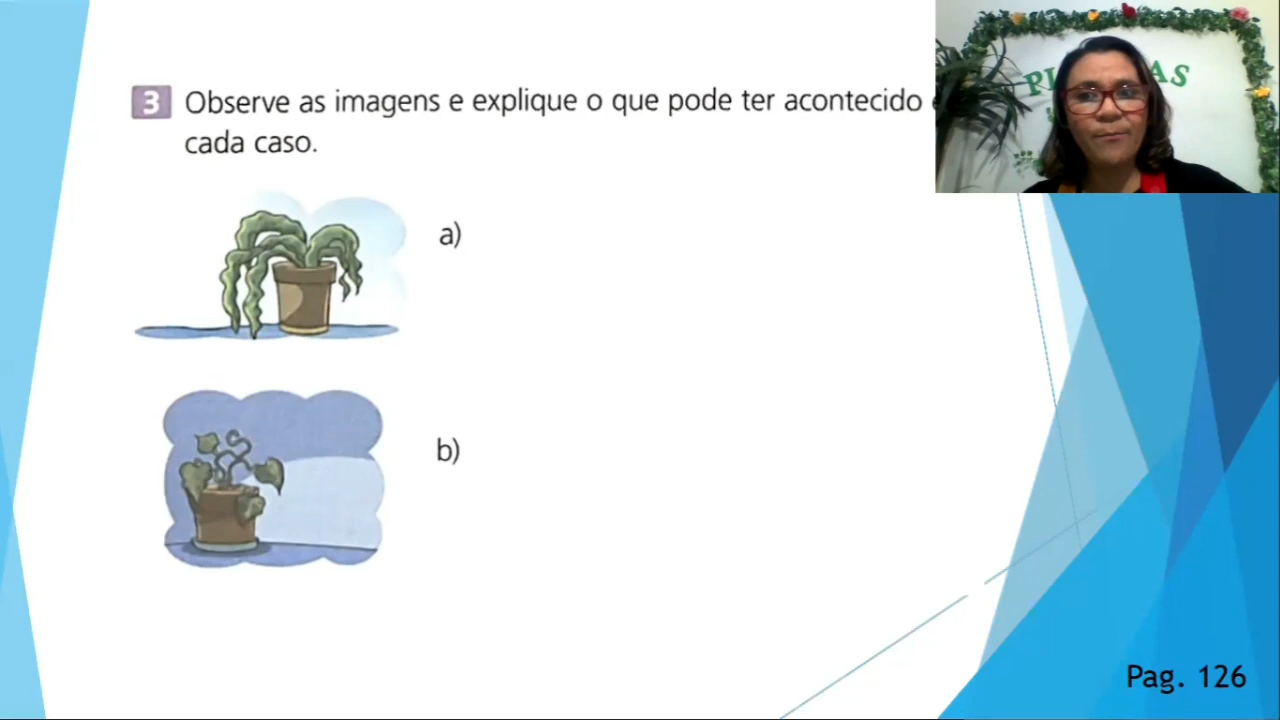 3 Observe as imagens e explique o que pode ter acontecido
cada caso.
a)
b)
Pag. 126